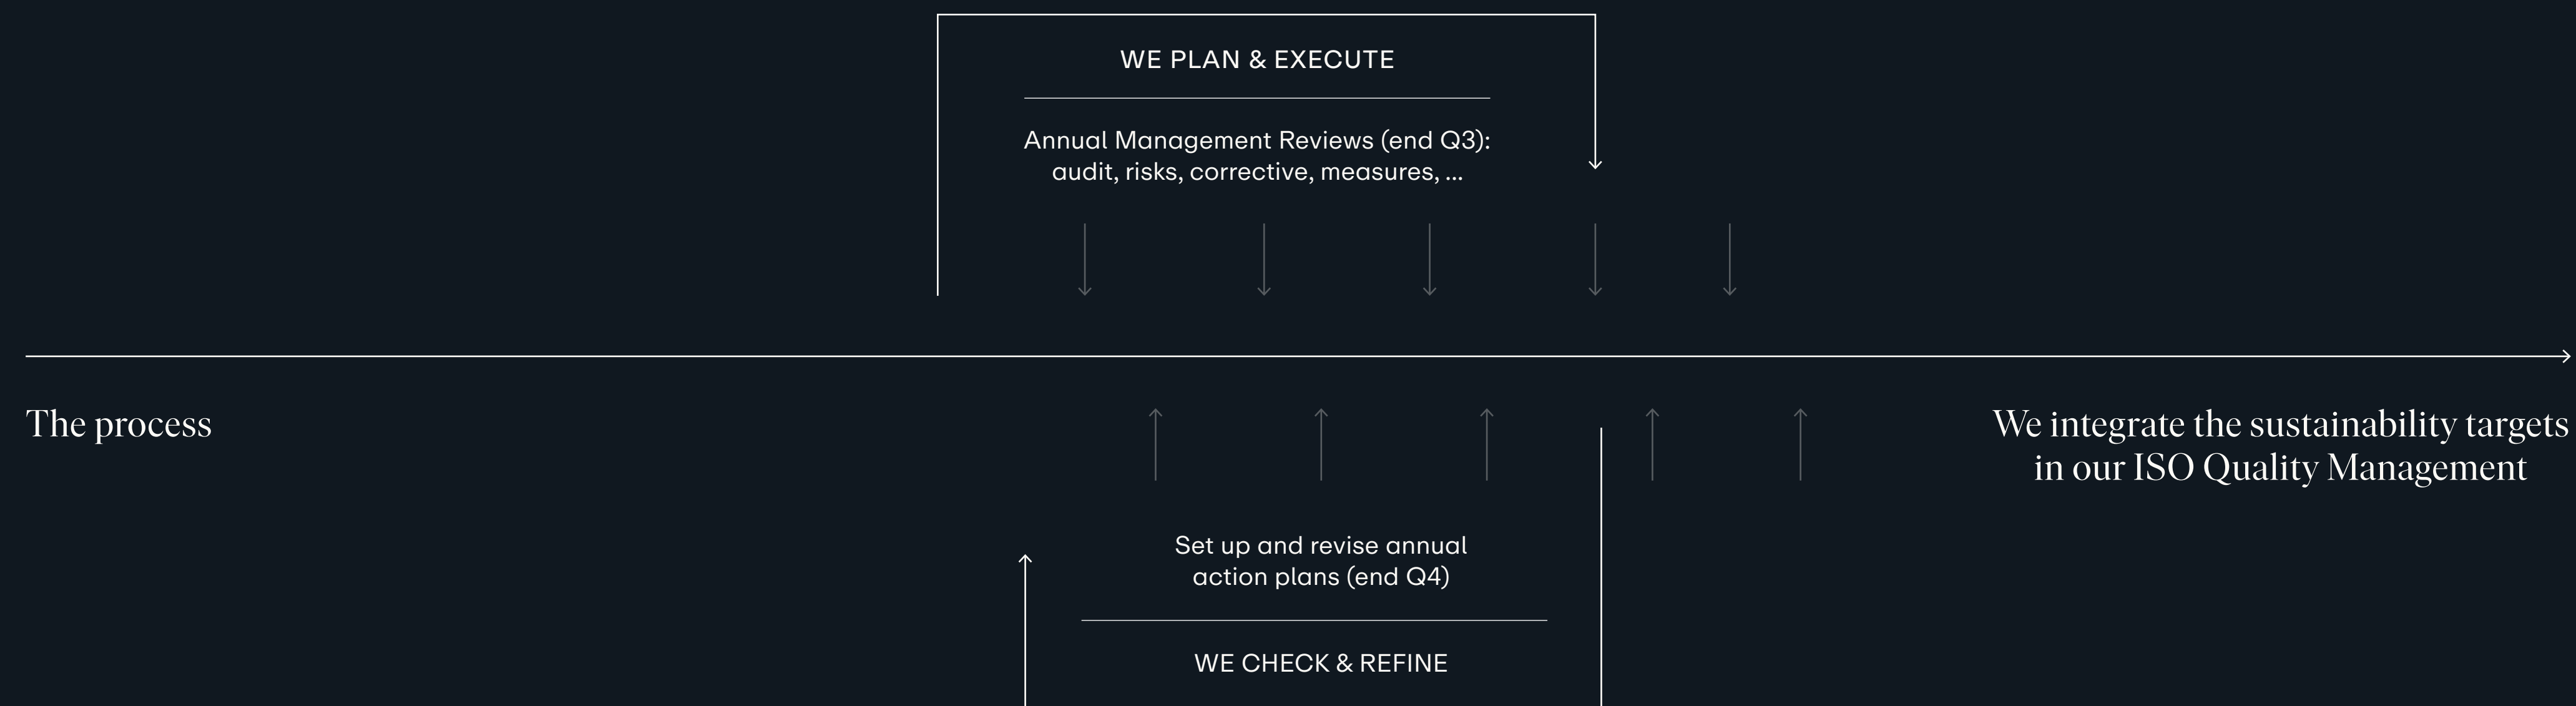 WE PLAN & EXECUTE
Annual Management Reviews (end Q3):
audit, risks, corrective, measures, ...
The process
We integrate the sustainability targets
in our ISO Quality Management
Set up and revise annual
action plans (end Q4)
WE CHECK & REFINE